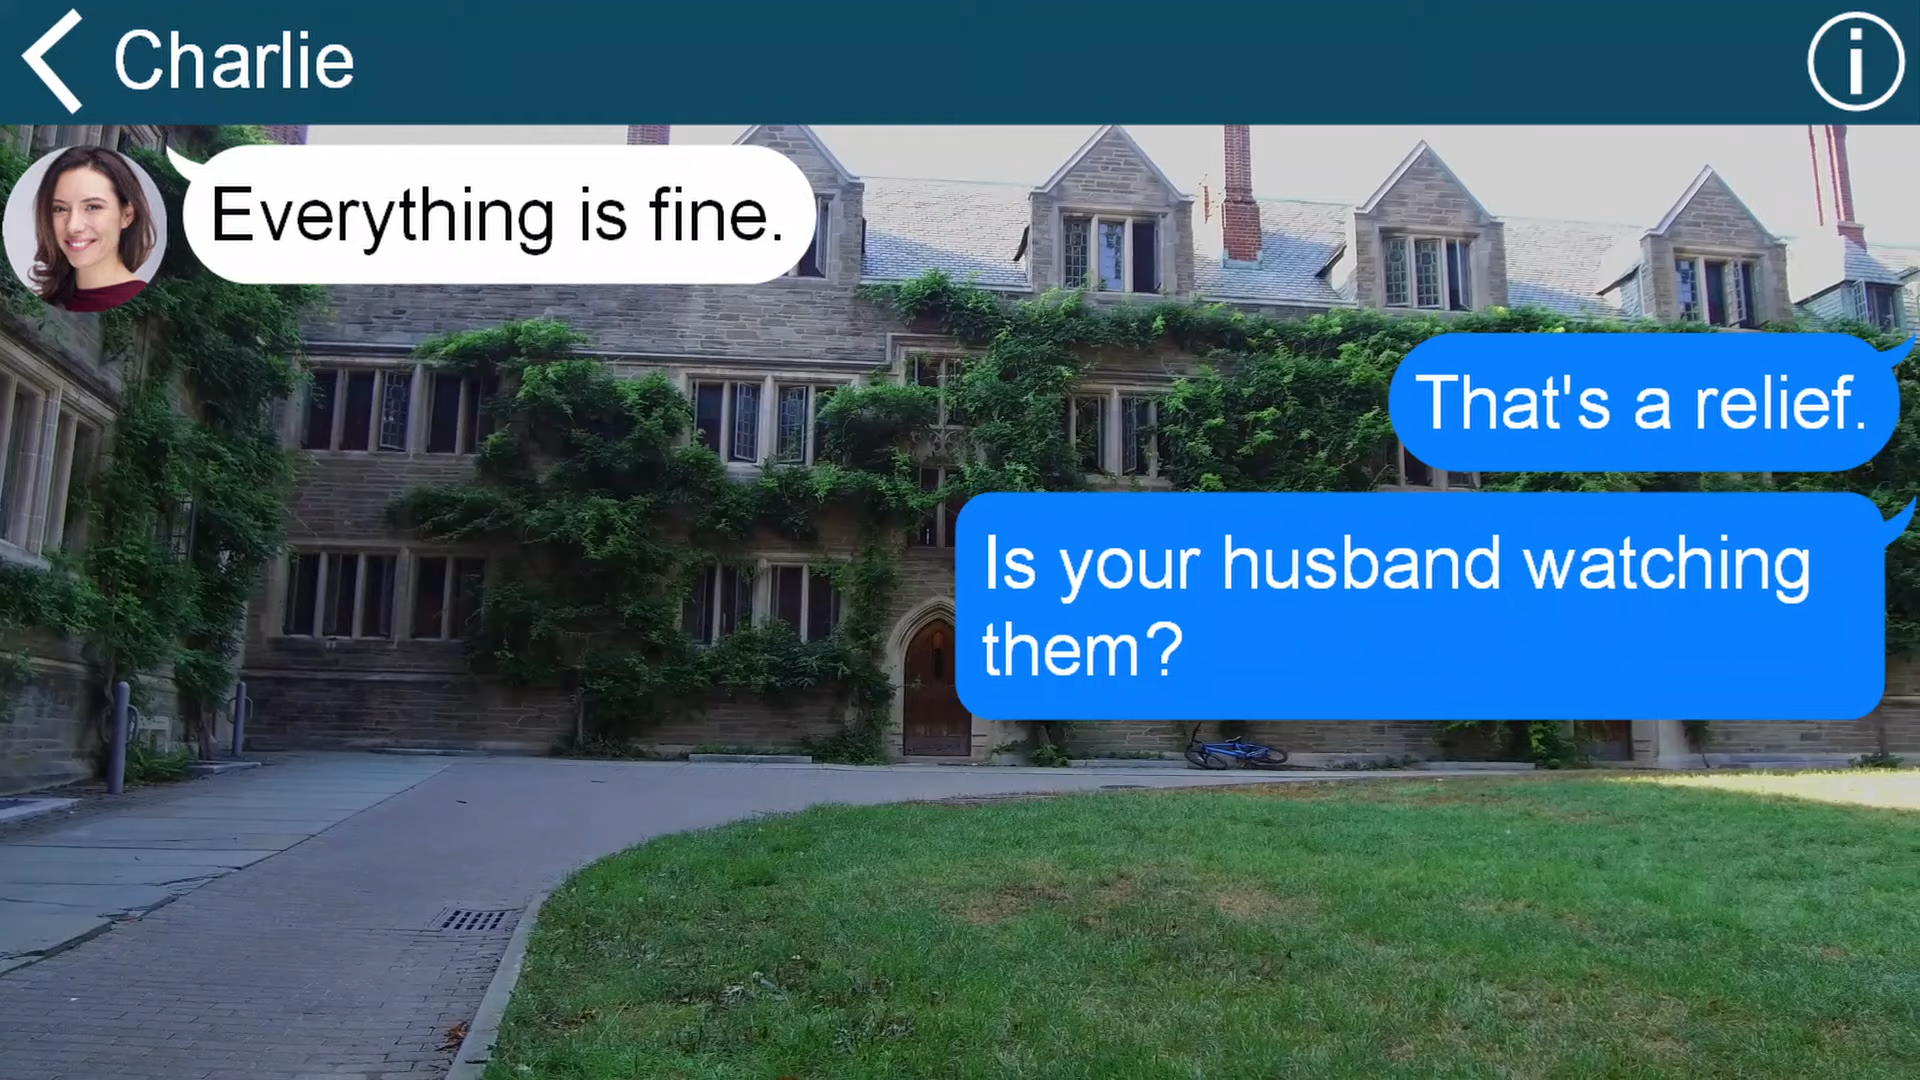 Charlie
Everything is fine.
That's a relief.
Is your husband watching
them?